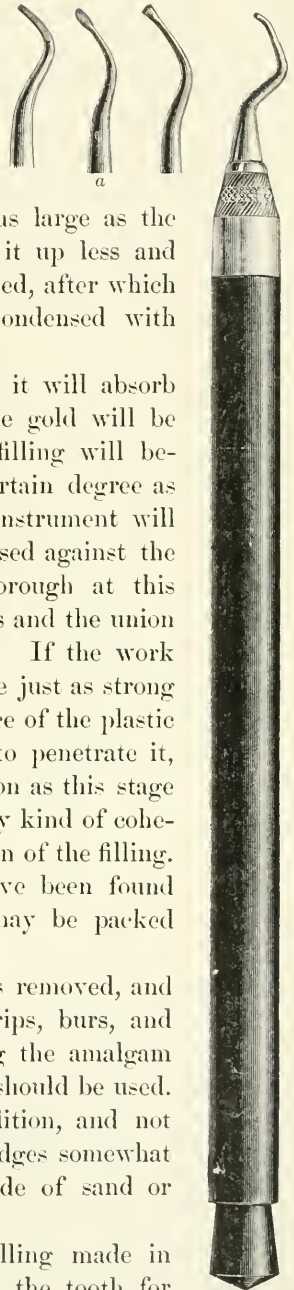 a
as large as the
it up less and
ed, after which
ondensed with
it will absorb
e gold will be
filling will be-
rtain degree as
nstrument will
sed against the
orough at this
s and the union
If the work
e just as strong
re of the plastic
to penetrate it,
on as this stage
y kind of cohe-
n of the filling.
ve been found
nay be packed
s removed, and
rips, burs, and
g the amalgam
should be used.
dition, and not
dges somewhat
de of sand or
lling made in
the tooth for